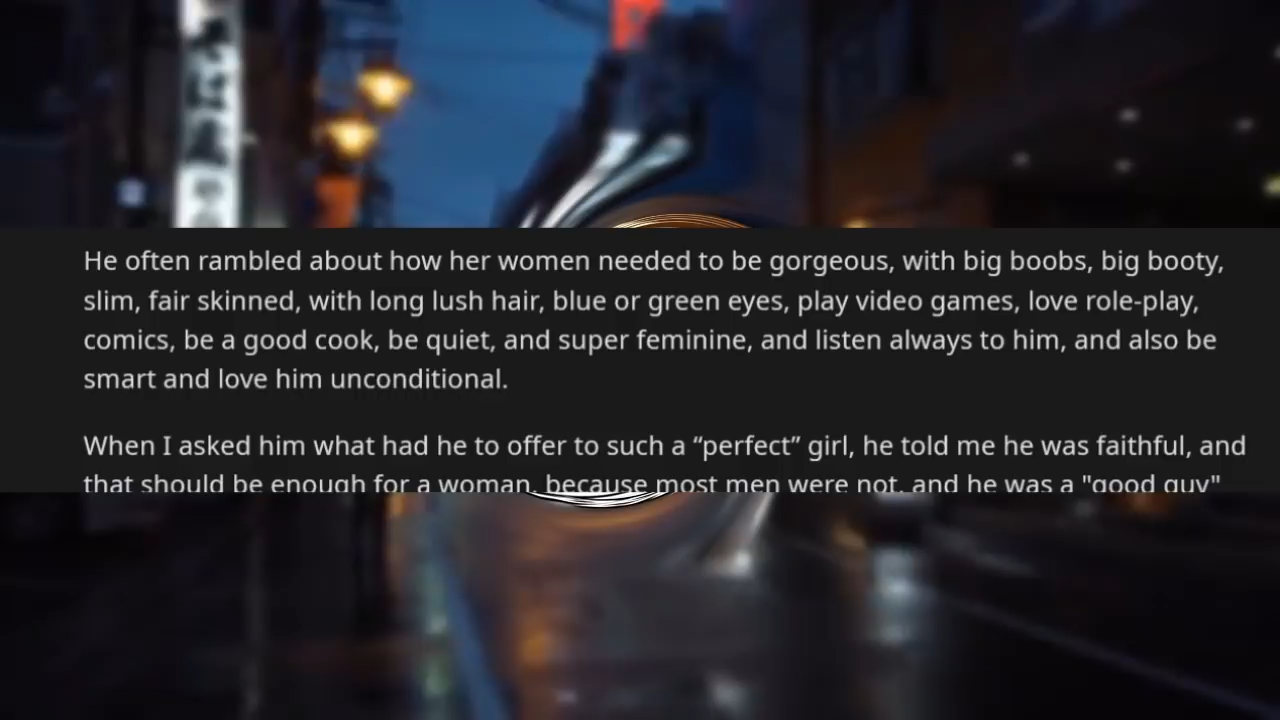 He often rambled about how her women needed to be gorgeous, with big boobs, big booty,
slim, fair skinned, with long lush hair, blue or green eyes, play video games, love role-play,
comics, be a good cook, be quiet, and super feminine, and listen always to him, and also be
smart and love him unconditional.
When I asked him what had he to offer to such a “perfect” girl, he told me he was faithful, and
that should be enough for a woman, because most men were not, and he was a "good guy"